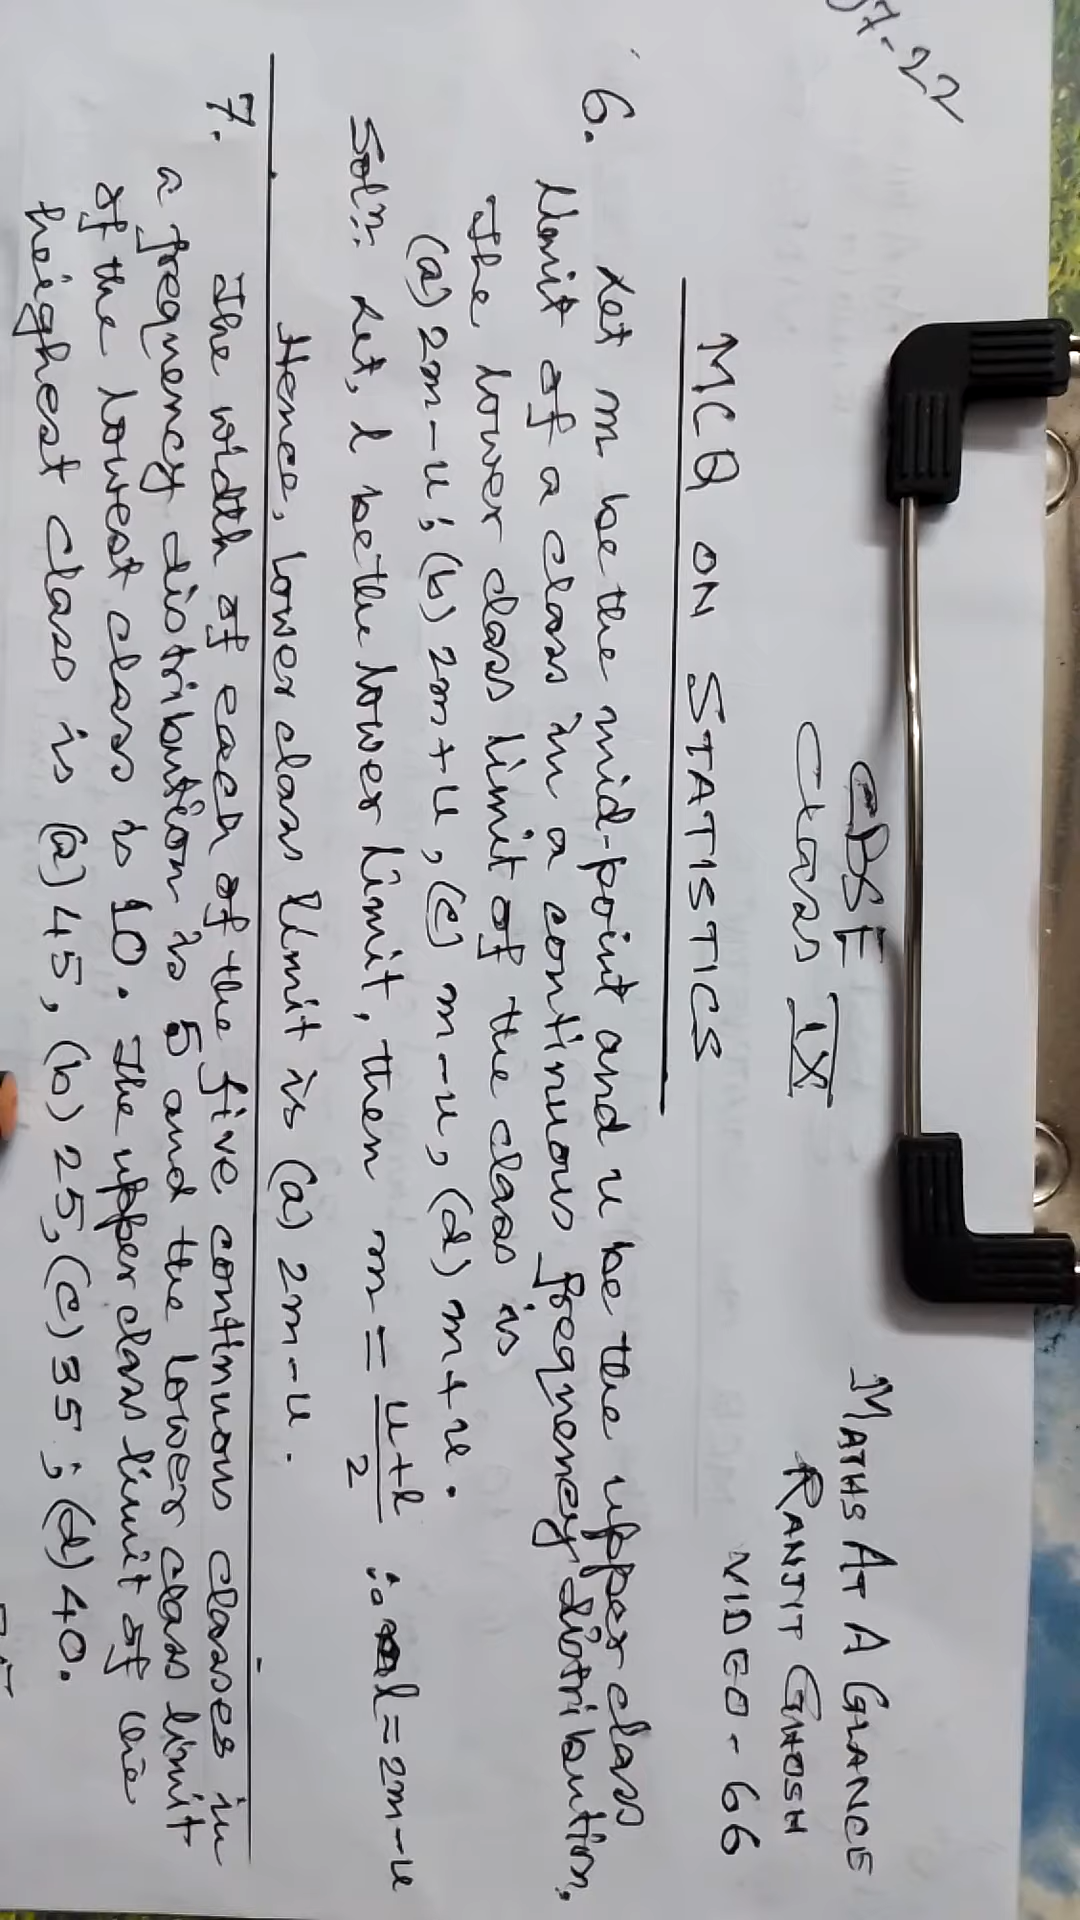 07-22
CBSE
Class IX
MATHS AT A GLANCE
RANJIT GHOSH
VIDEO-66
MCQ ON STATISTICS
6. Let m be the mid-point and u be the upper class
limit of a class in a continuous frequency distribution.
The lower class limit of the class is
(a) 2m-u; (b) 2m+u, (c) m-u, (d) m+u.
Soln: Let, l be the lower limit, then m = u+l/2 ∴ l=2m-u
Hence, lower class limit is (a) 2m-u.
7. The width of each of the five continuous classes in
a frequency distribution is 5 and the lower class limit
of the lowest class is 10. The upper class limit of the
heighest class is (a) 45, (b) 25, (c) 35; (d) 40.